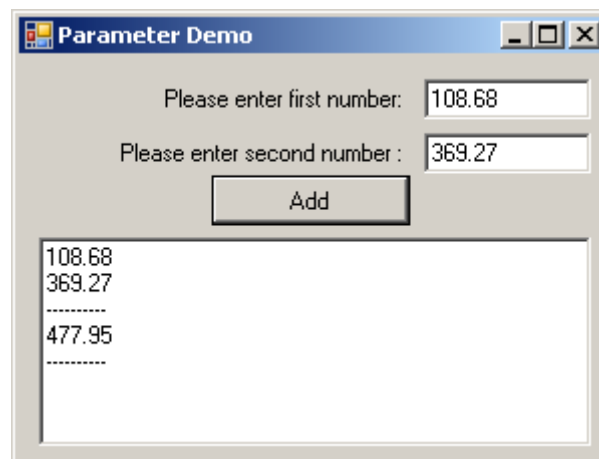 Parameter Demo
Please enter first number: 108.68
Please enter second number : 369.27
Add
108.68
369.27
----------
477.95
----------